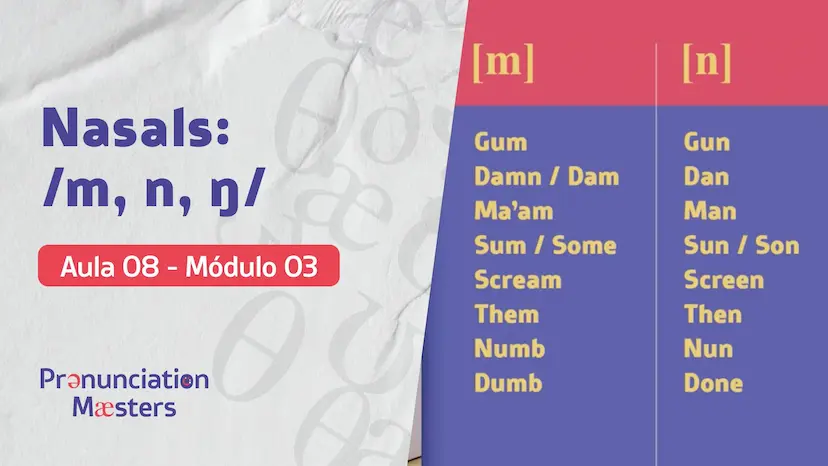 Nasals:
/m, n, ŋ/
Aula 08 - Módulo 03
Prənunciation
Mæsters
[m] [n]
Gum Gun
Damn / Dam Dan
Ma'am Man
Sum / Some Sun / Son
Scream Screen
Them Then
Numb Nun
Dumb Done